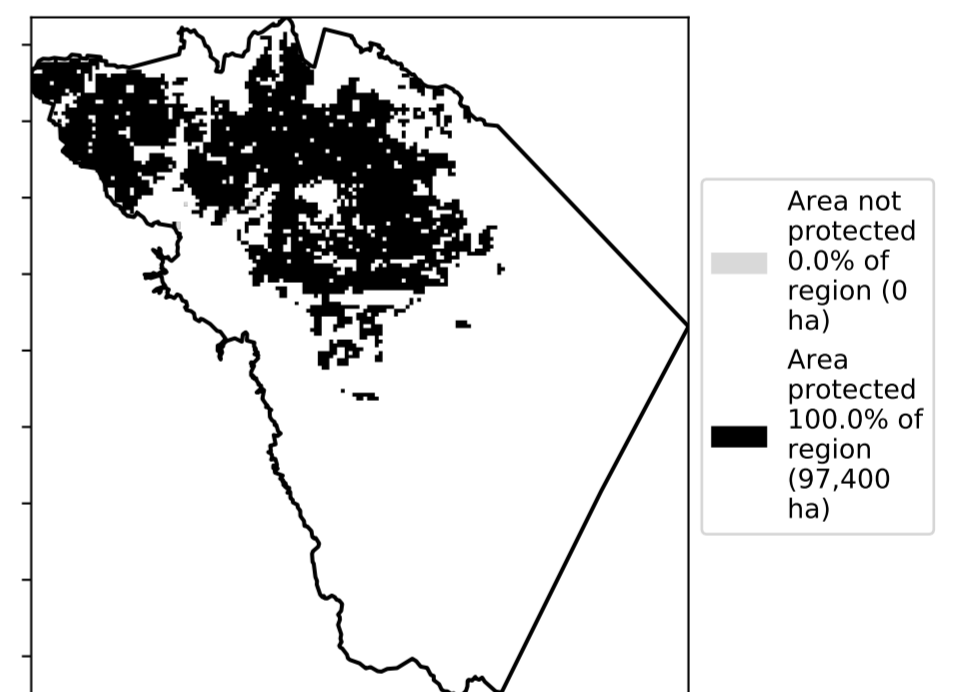 Area not
protected
0.0% of
region (0
ha)
Area
protected
100.0% of
region
(97,400
ha)